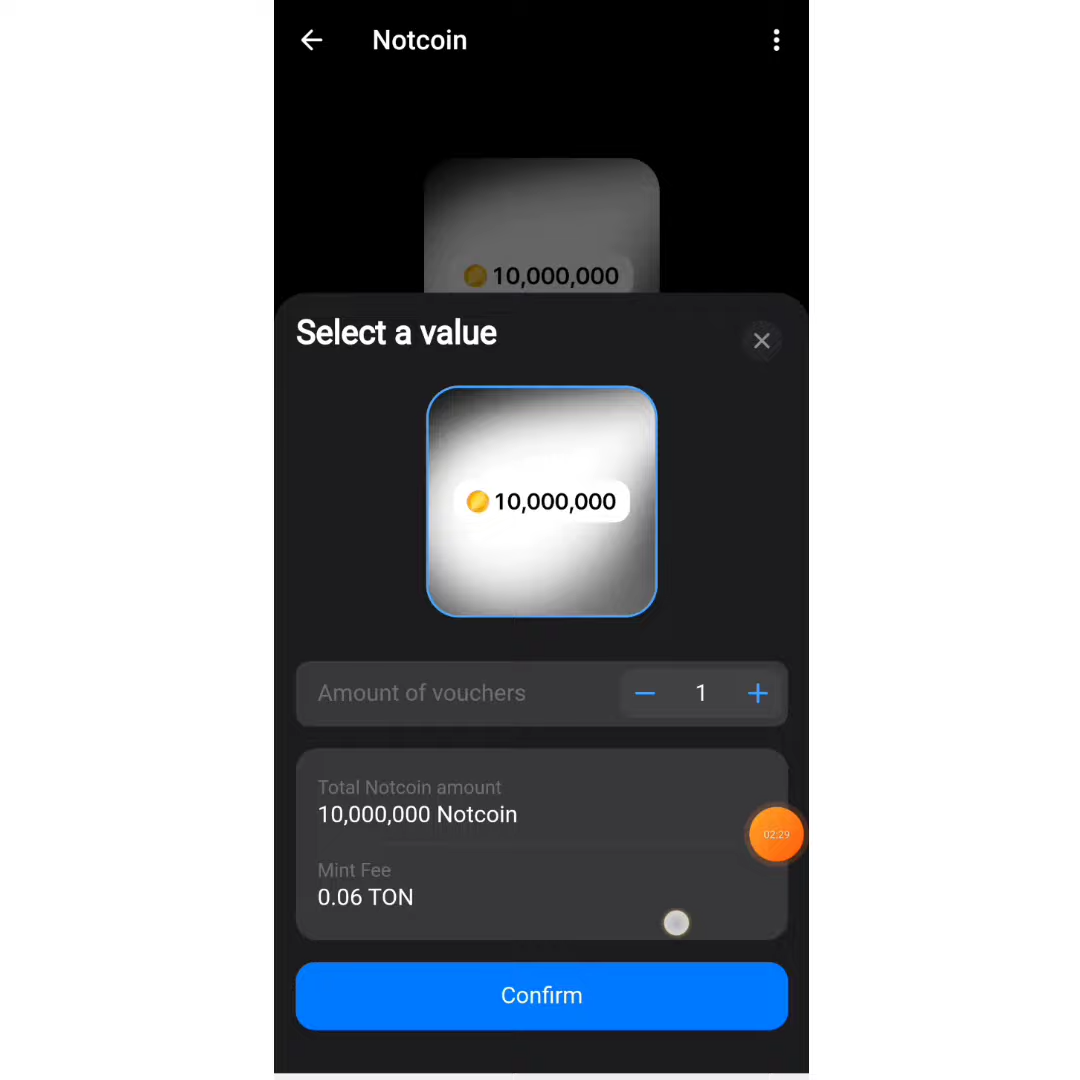 Notcoin
10,000,000
Select a value
10,000,000
Amount of vouchers
1
Total Notcoin amount
10,000,000 Notcoin
02:29
Mint Fee
0.06 TON
Confirm